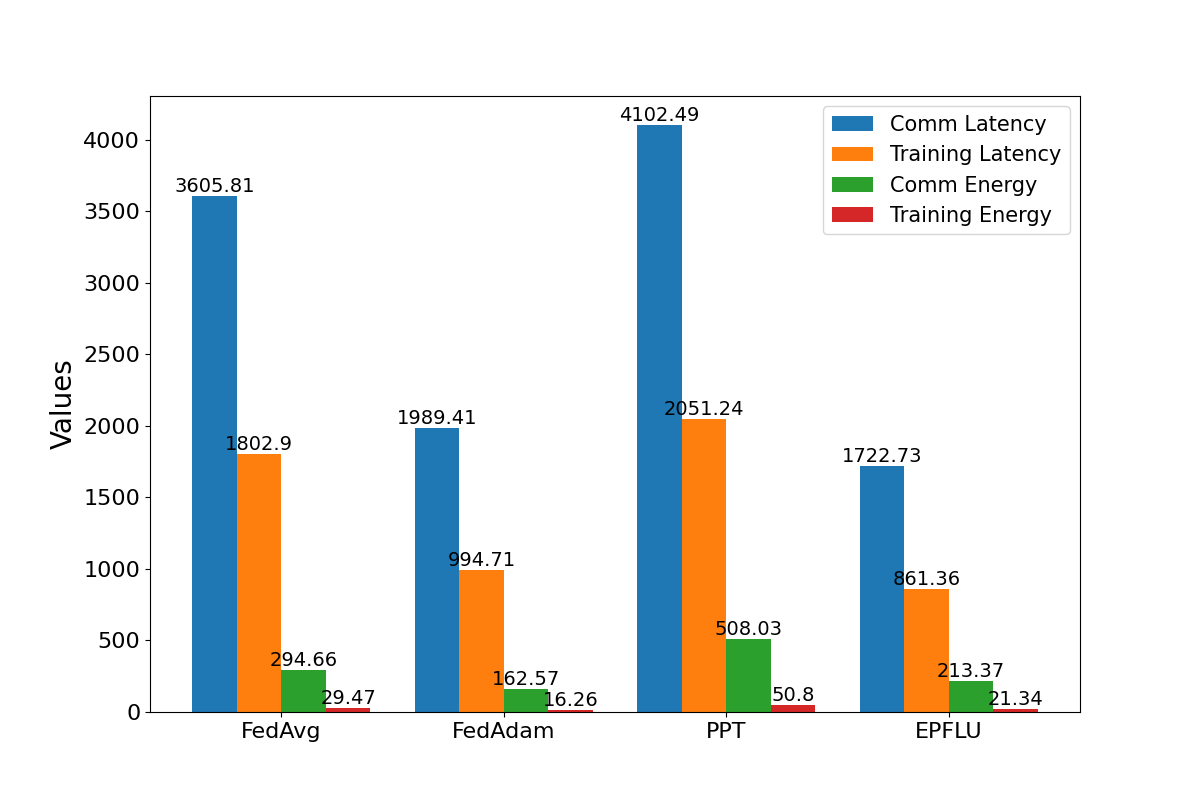 Values
4000
3500
3000
2500
2000
1500
1000
500
0
3605.81
1802.9
294.66
29.47
1989.41
994.71
162.57
16.26
4102.49
2051.24
508.03
50.8
1722.73
861.36
213.37
21.34
FedAvg
FedAdam
PPT
EPFLU
Comm Latency
Training Latency
Comm Energy
Training Energy